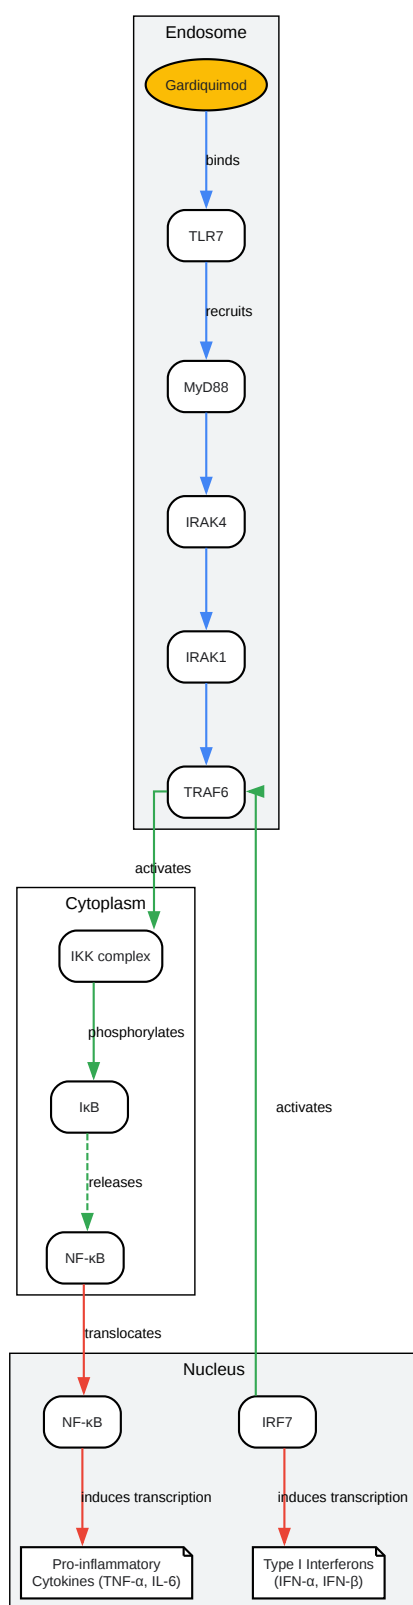 Endosome
Gardiquimod
binds
TLR7
recruits
MyD88
IRAK4
IRAK1
TRAF6
activates
Cytoplasm
IKK complex
phosphorylates
activates
IκB
releases
NF-κB
translocates
Nucleus
NF-κB
IRF7
induces transcription
induces transcription
Pro-inflammatory
Cytokines (TNF-α, IL-6)
Type I Interferons
(IFN-α, IFN-β)